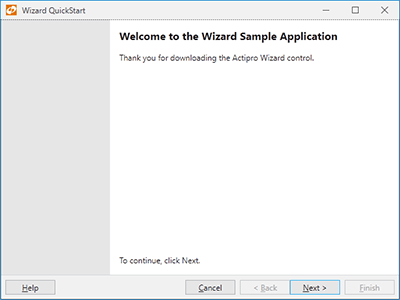 Wizard QuickStart
Welcome to the Wizard Sample Application
Thank you for downloading the Actipro Wizard control.
To continue, click Next.
Help
Cancel
< Back
Next >
Finish